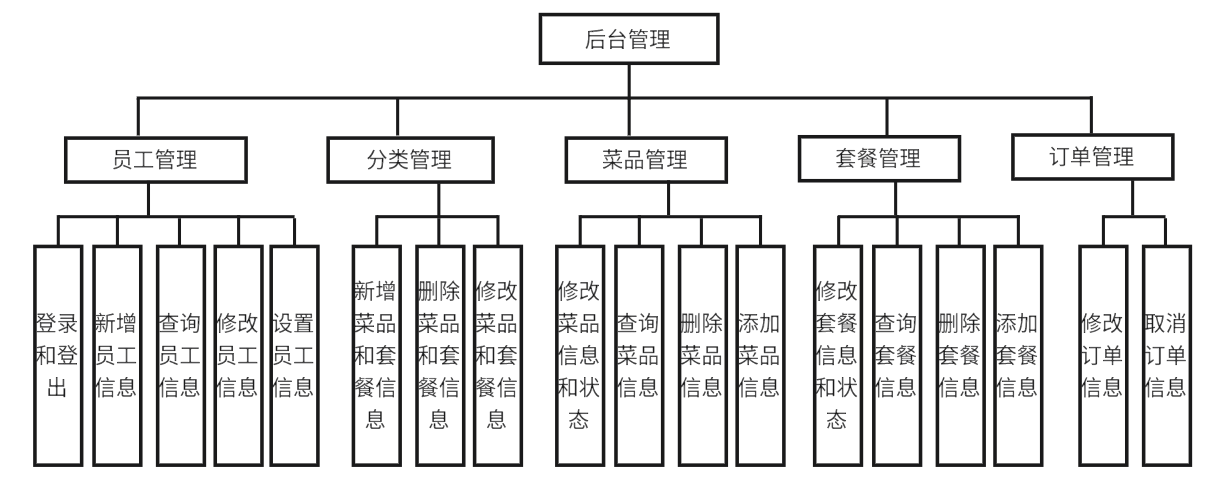 后台管理
员工管理
分类管理
菜品管理
套餐管理
订单管理
登录
和登
出
新增
员工
信息
查询
员工
信息
修改
员工
信息
设置
员工
信息
新增
菜品
和套
餐信
息
删除
菜品
和套
餐信
息
修改
菜品
和套
餐信
息
修改
菜品
信息
和状
态
查询
菜品
信息
删除
菜品
信息
添加
菜品
信息
修改
套餐
信息
和状
态
查询
套餐
信息
删除
套餐
信息
添加
套餐
信息
修改
订单
信息
取消
订单
信息